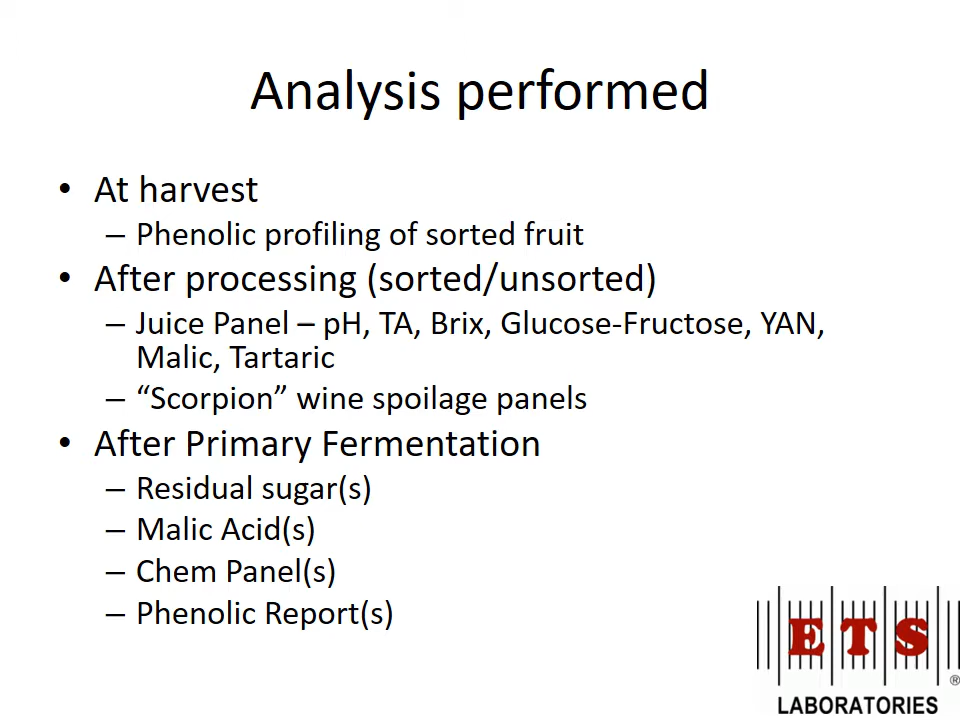 Analysis performed
• At harvest
– Phenolic profiling of sorted fruit
• After processing (sorted/unsorted)
– Juice Panel – pH, TA, Brix, Glucose-Fructose, YAN,
Malic, Tartaric
– “Scorpion” wine spoilage panels
• After Primary Fermentation
– Residual sugar(s)
– Malic Acid(s)
– Chem Panel(s)
– Phenolic Report(s)
ETS
®
LABORATORIES